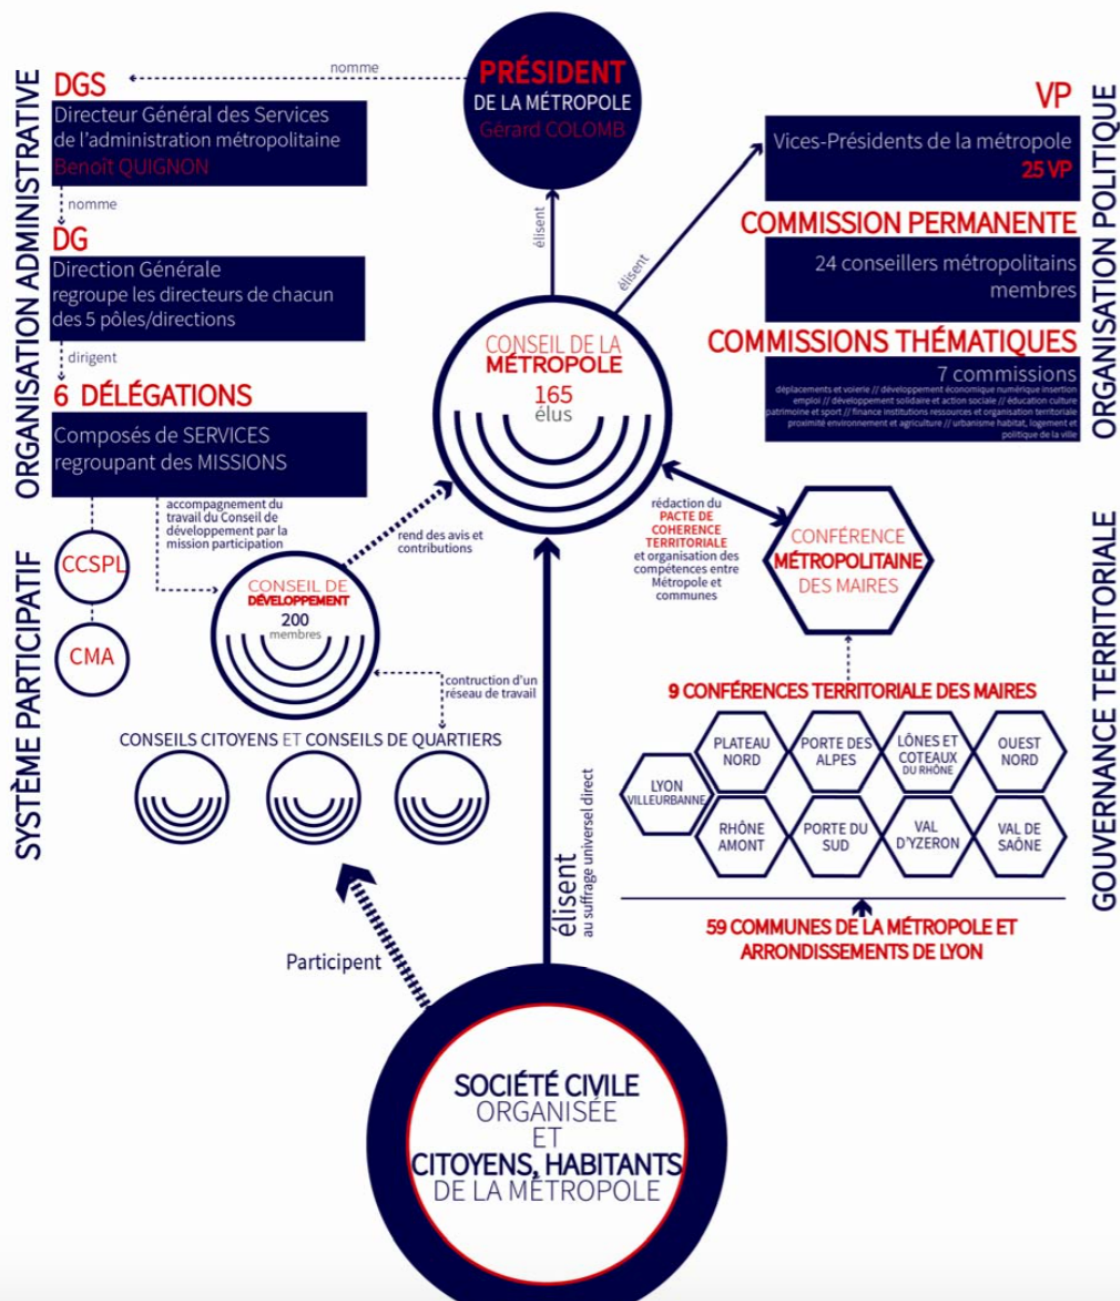 PRÉSIDENT
DE LA MÉTROPOLE
Gérard COLOMB
nomme
ORGANISATION ADMINISTRATIVE
DGS
Directeur Général des Services
de l'administration métropolitaine
Benoît QUIGNON
nomme
DG
Direction Générale
regroupe les directeurs de chacun
des 5 pôles/directions
dirigent
6 DÉLÉGATIONS
Composés de SERVICES
regroupant des MISSIONS
ORGANISATION POLITIQUE
VP
Vices-Présidents de la métropole
25 VP
COMMISSION PERMANENTE
24 conseillers métropolitains
membres
COMMISSIONS THÉMATIQUES
7 commissions
déplacements et voierie // développement économique numérique insertion
emploi // développement solidaire et action sociale // éducation culture
patrimoine et sport // finance institutions ressources et organisation territoriale
proximité environnement et agriculture // urbanisme habitat, logement et
politique de la ville
élisent
élisent
CONSEIL DE LA
MÉTROPOLE
165
élus
SYSTÈME PARTICIPATIF
accompagnement du
travail du Conseil de
développement par la
mission participation
CCSPL
CMA
rend des avis et
contributions
CONSEIL DE
DÉVELOPPEMENT
200
membres
contruction d'un
réseau de travail
CONSEILS CITOYENS ET CONSEILS DE QUARTIERS
GOUVERNANCE TERRITORIALE
rédaction du
PACTE DE
COHERENCE
TERRITORIALE
et organisation des
compétences entre
Métropole et
communes
CONFÉRENCE
MÉTROPOLITAINE
DES MAIRES
9 CONFÉRENCES TERRITORIALE DES MAIRES
LYON
VILLEURBANNE
PLATEAU
NORD
PORTE DES
ALPES
LÔNES ET
COTEAUX
DU RHÔNE
OUEST
NORD
RHÔNE
AMONT
PORTE DU
SUD
VAL
D'YZERON
VAL DE
SAÔNE
59 COMMUNES DE LA MÉTROPOLE ET
ARRONDISSEMENTS DE LYON
élisent
au suffrage universel direct
Participent
SOCIÉTÉ CIVILE
ORGANISÉE
ET
CITOYENS, HABITANTS
DE LA MÉTROPOLE